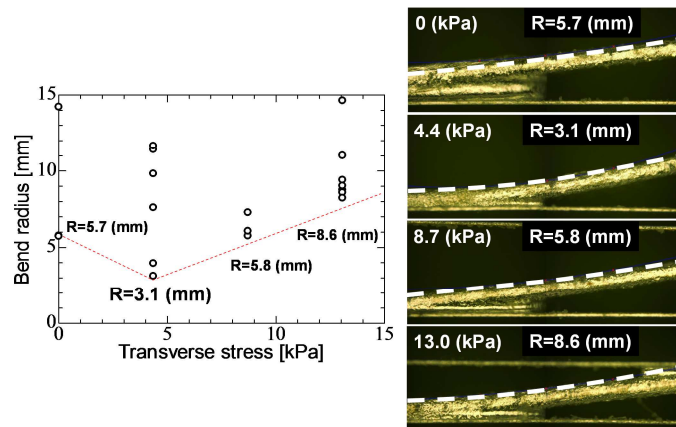 15
10
5
0
Bend radius [mm]
0
5
10
15
Transverse stress [kPa]
R=5.7 (mm)
R=3.1 (mm)
R=5.8 (mm)
R=8.6 (mm)
0 (kPa) R=5.7 (mm)
4.4 (kPa) R=3.1 (mm)
8.7 (kPa) R=5.8 (mm)
13.0 (kPa) R=8.6 (mm)